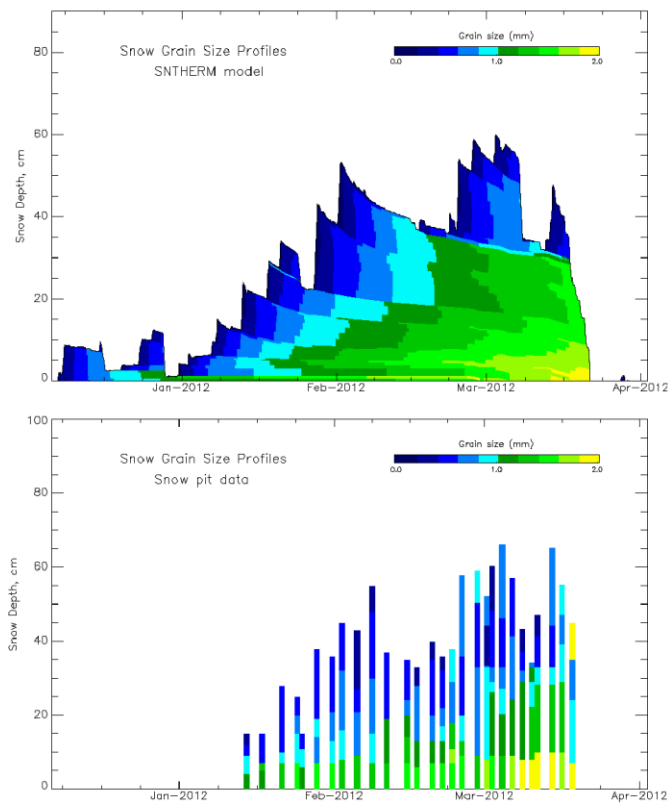 80
60
40
20
0
Snow Depth, cm
Snow Grain Size Profiles
SNTHERM model
Grain size (mm)
0.0 1.0 2.0
Jan-2012 Feb-2012 Mar-2012 Apr-2012
100
80
60
40
20
0
Snow Depth, cm
Snow Grain Size Profiles
Snow pit data
Grain size (mm)
0.0 1.0 2.0
Jan-2012 Feb-2012 Mar-2012 Apr-2012